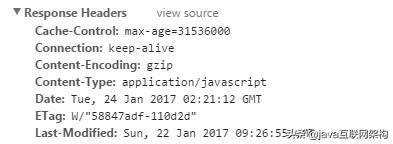 ▼ Response Headers view source
Cache-Control: max-age=31536000
Connection: keep-alive
Content-Encoding: gzip
Content-Type: application/javascript
Date: Tue, 24 Jan 2017 02:21:12 GMT
ETag: W/"58847adf-110d2d"
Last-Modified: Sun, 22 Jan 2017 09:26:55
头条@java互联网架构